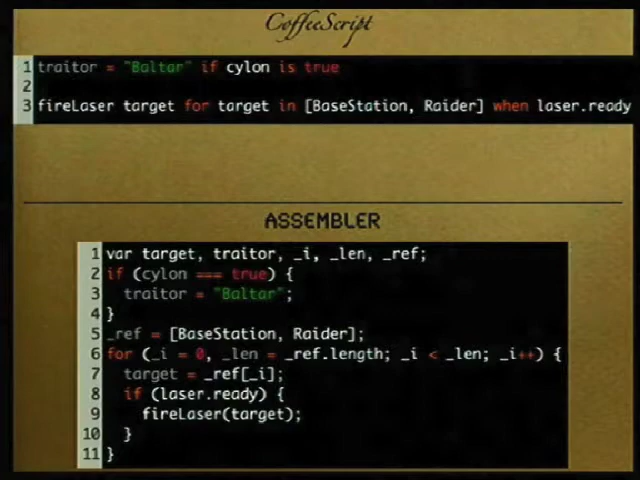 CoffeeScript
1 traitor = "Baltar" if cylon is true
2
3 fireLaser target for target in [BaseStation, Raider] when laser.ready
ASSEMBLER
1 var target, traitor, _i, _len, _ref;
2 if (cylon === true) {
3 traitor = "Baltar";
4 }
5 _ref = [BaseStation, Raider];
6 for (_i = 0, _len = _ref.length; _i < _len; _i++) {
7 target = _ref[_i];
8 if (laser.ready) {
9 fireLaser(target);
10 }
11 }